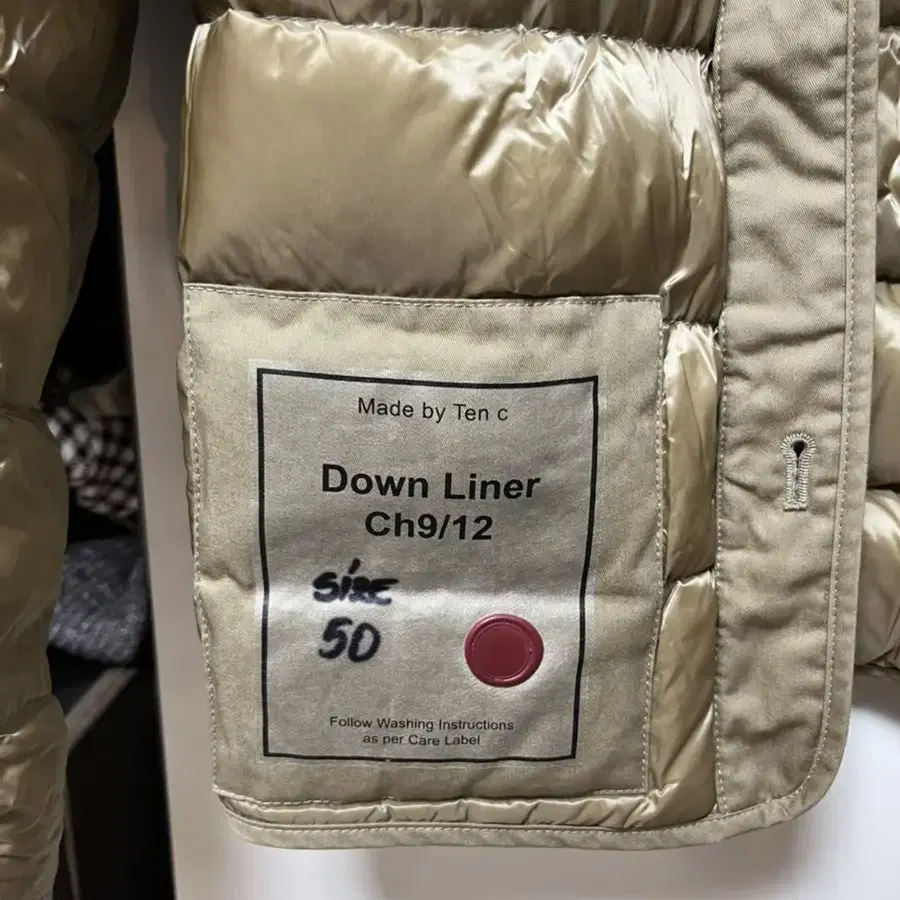 Made by Ten c
Down Liner
Ch9/12
SIZE
50
Follow Washing Instructions
as per Care Label